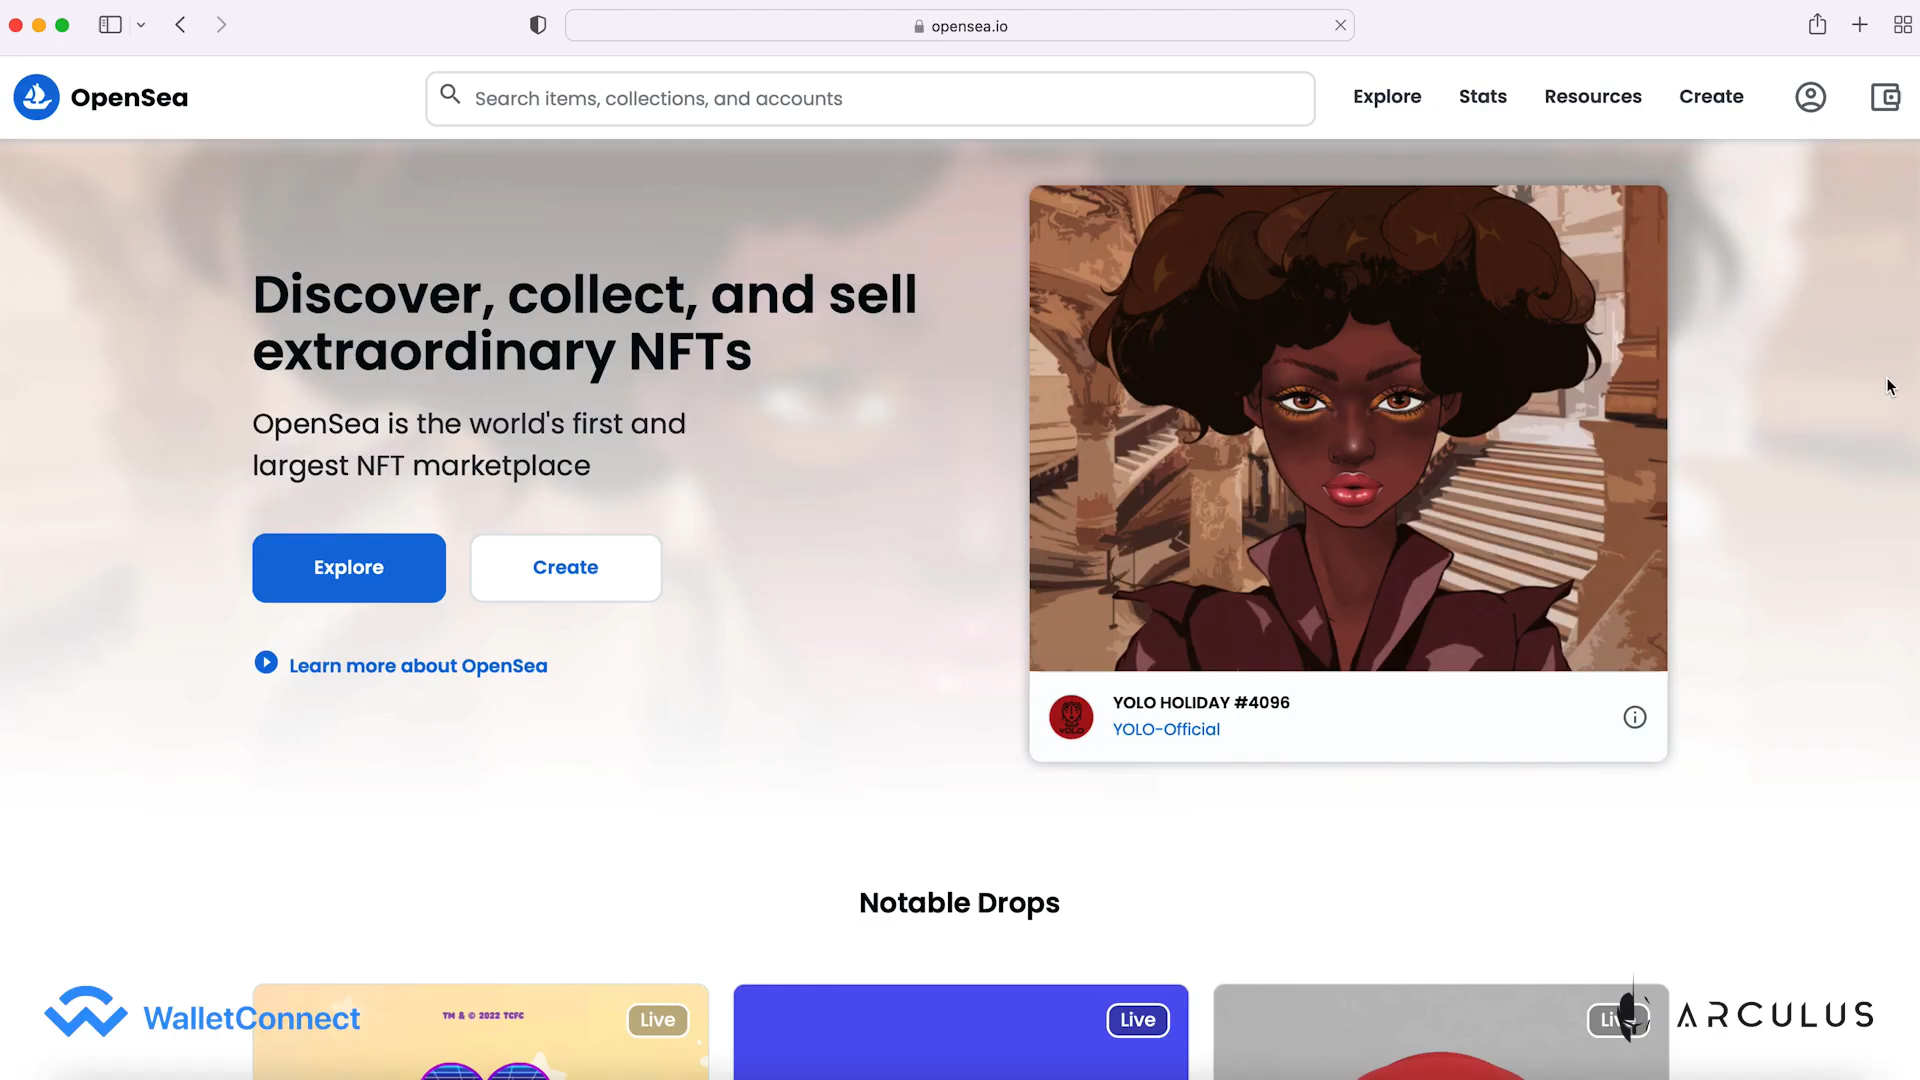 opensea.io
OpenSea
Search items, collections, and accounts
Explore
Stats
Resources
Create
Discover, collect, and sell
extraordinary NFTs
OpenSea is the world's first and
largest NFT marketplace
Explore
Create
Learn more about OpenSea
YOLO
YOLO HOLIDAY #4096
YOLO-Official
Notable Drops
TM & © 2022 TCFC
Live
Live
WalletConnect
ARCULUS